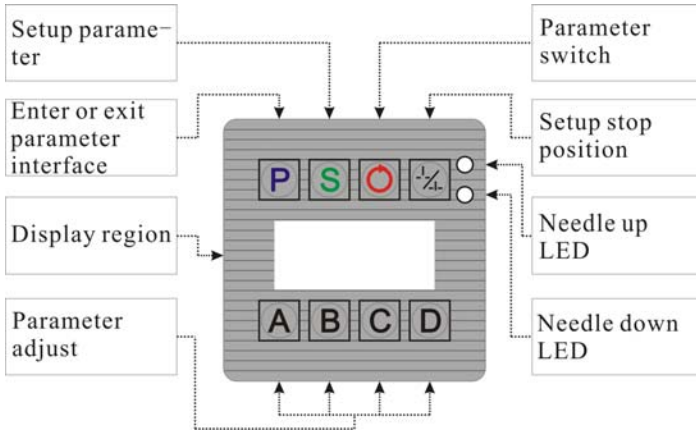 Setup parame-
ter
Parameter
switch
Enter or exit
parameter
interface
Setup stop
position
P
S
Display region
Needle up
LED
A
B
C
D
Parameter
adjust
Needle down
LED